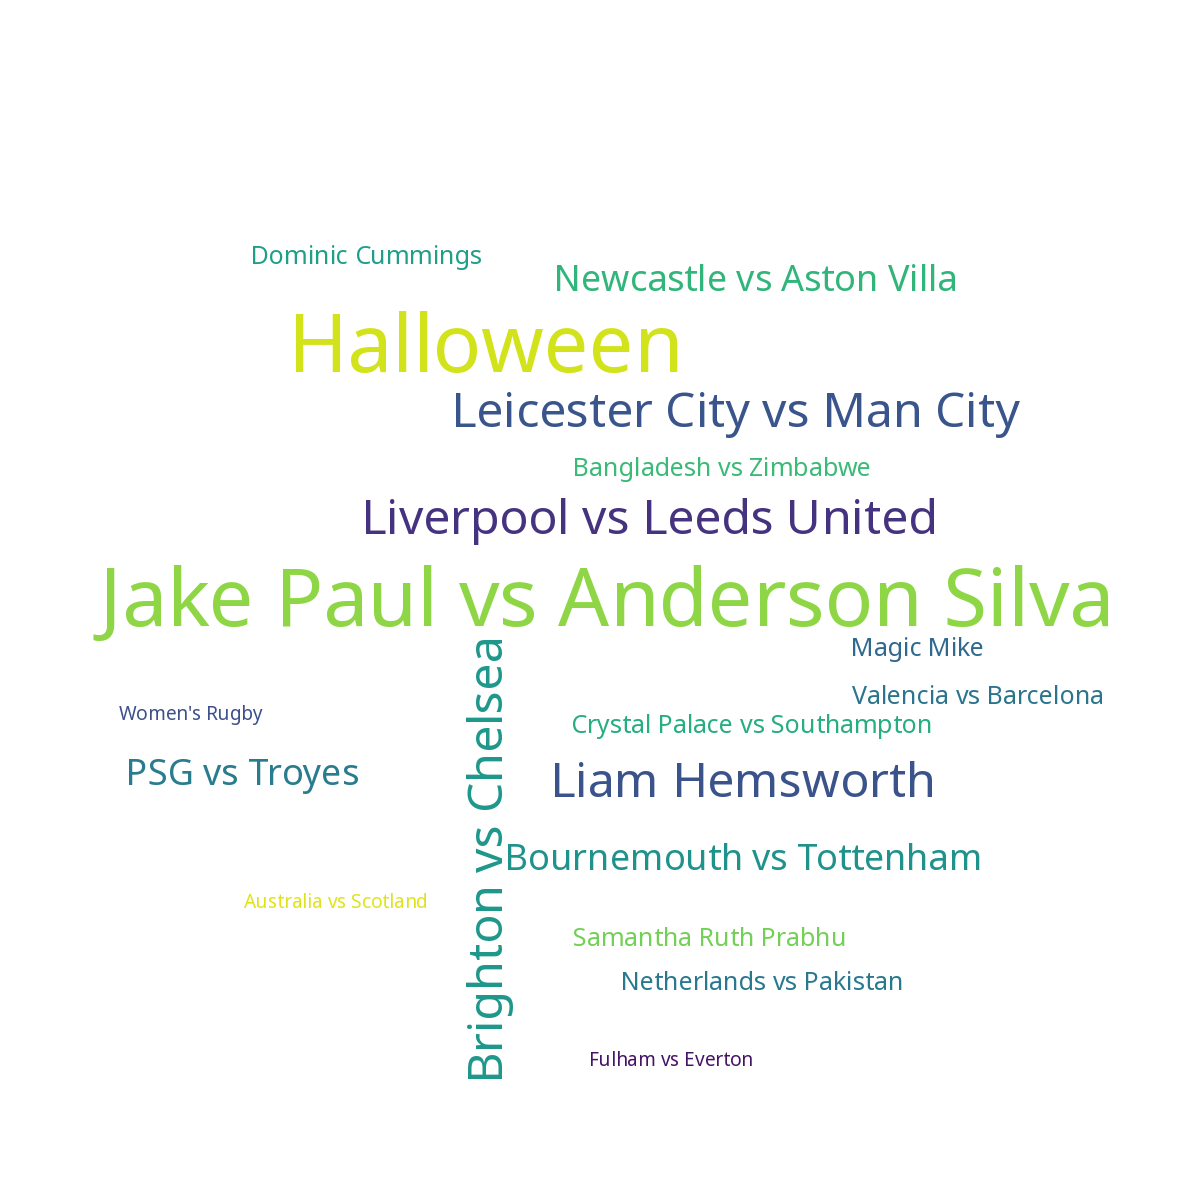 Dominic Cummings
Newcastle vs Aston Villa
Halloween
Leicester City vs Man City
Bangladesh vs Zimbabwe
Liverpool vs Leeds United
Jake Paul vs Anderson Silva
Magic Mike
Valencia vs Barcelona
Women's Rugby
Crystal Palace vs Southampton
PSG vs Troyes
Liam Hemsworth
Brighton vs Chelsea
Bournemouth vs Tottenham
Australia vs Scotland
Samantha Ruth Prabhu
Netherlands vs Pakistan
Fulham vs Everton